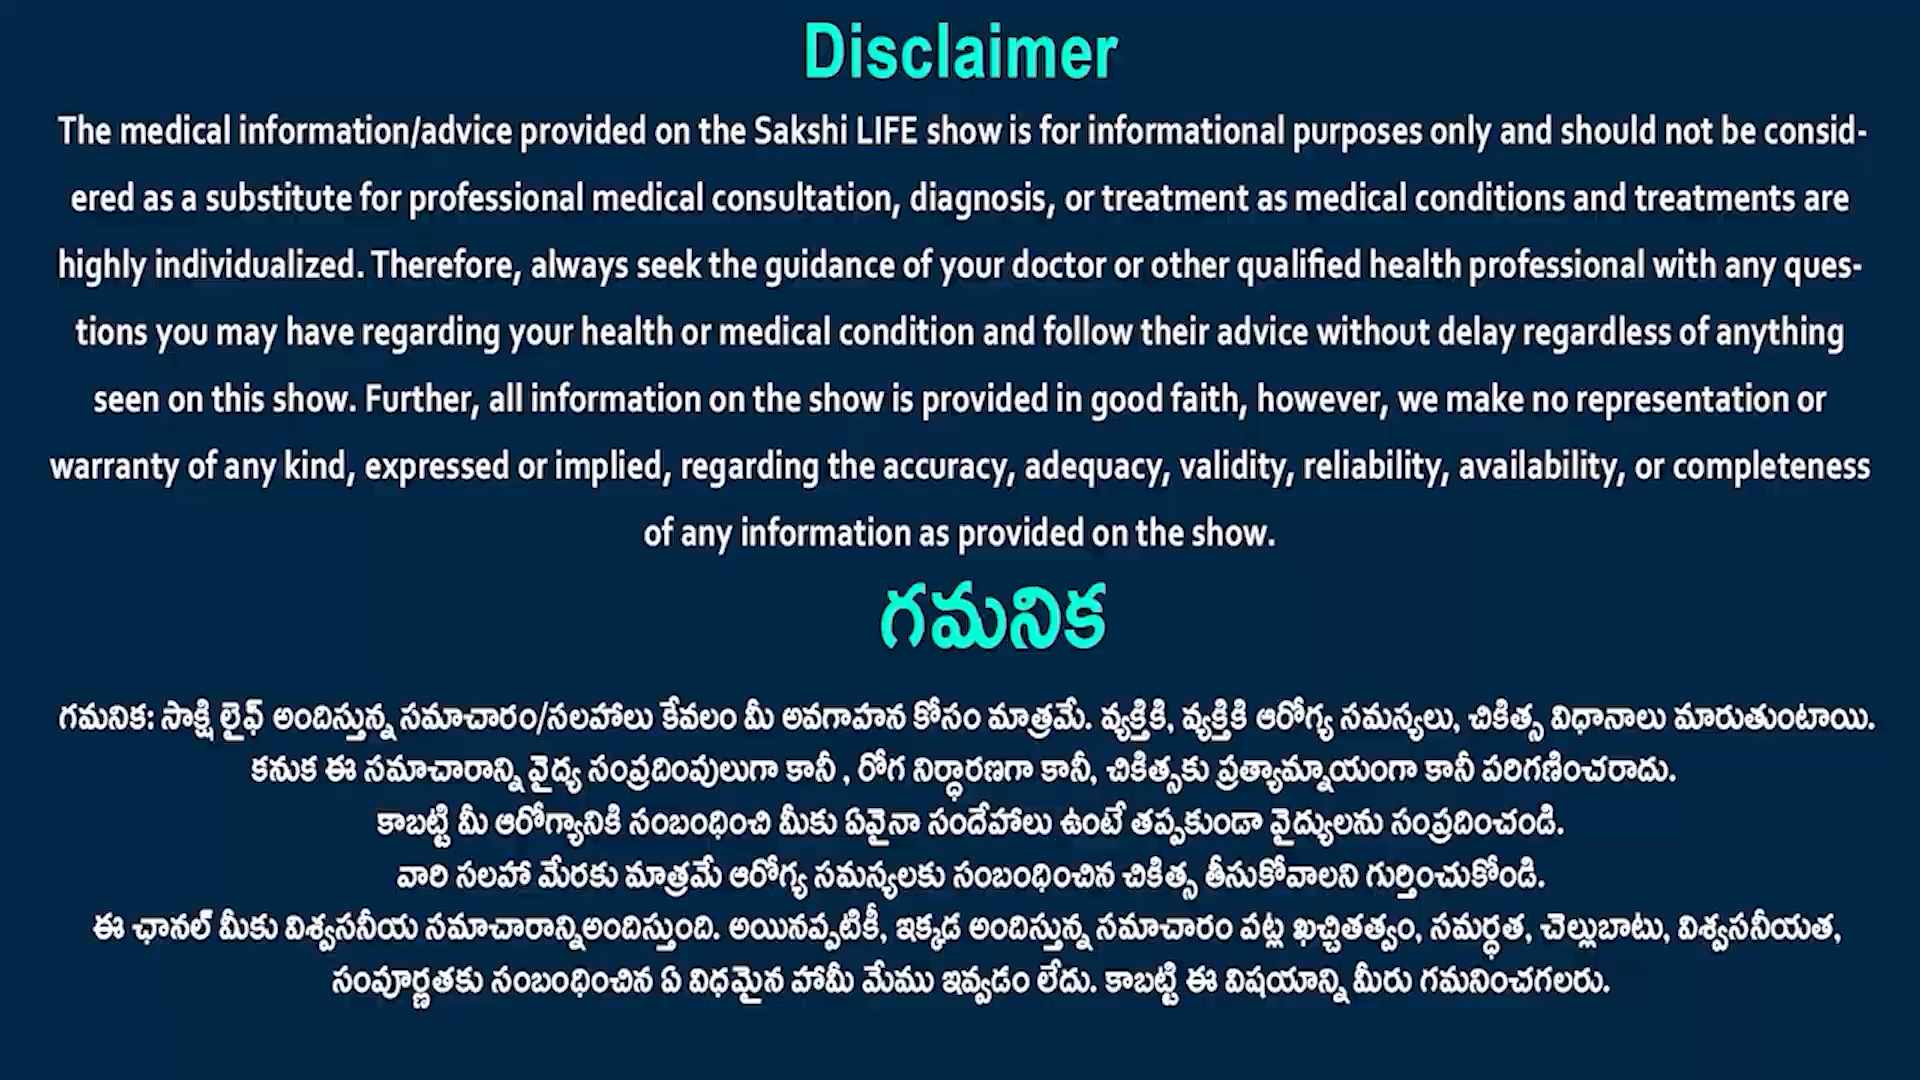 Disclaimer
The medical information/advice provided on the Sakshi LIFE show is for informational purposes only and should not be consid-
ered as a substitute for professional medical consultation, diagnosis, or treatment as medical conditions and treatments are
highly individualized. Therefore, always seek the guidance of your doctor or other qualified health professional with any ques-
tions you may have regarding your health or medical condition and follow their advice without delay regardless of anything
seen on this show. Further, all information on the show is provided in good faith, however, we make no representation or
warranty of any kind, expressed or implied, regarding the accuracy, adequacy, validity, reliability, availability, or completeness
of any information as provided on the show.
గమనిక
గమనిక: సాక్షి లైఫ్ అందిస్తున్న సమాచారం/సలహాలు కేవలం మీ అవగాహన కోసం మాత్రమే. వ్యక్తికి, వ్యక్తికి ఆరోగ్య సమస్యలు, చికిత్స విధానాలు మారుతుంటాయి.
కనుక ఈ సమాచారాన్ని వైద్య సంప్రదింపులుగా కానీ , రోగ నిర్ధారణగా కానీ, చికిత్సకు ప్రత్యామ్నాయంగా కానీ పరిగణించరాదు.
కాబట్టి మీ ఆరోగ్యానికి సంబంధించి మీకు ఏవైనా సందేహాలు ఉంటే తప్పకుండా వైద్యులను సంప్రదించండి.
వారి సలహా మేరకు మాత్రమే ఆరోగ్య సమస్యలకు సంబంధించిన చికిత్స తీసుకోవాలని గుర్తించుకోండి.
ఈ ఛానల్ మీకు విశ్వసనీయ సమాచారాన్నిఅందిస్తుంది. అయినప్పటికీ, ఇక్కడ అందిస్తున్న సమాచారం పట్ల ఖచ్చితత్వం, సమర్ధత, చెల్లుబాటు, విశ్వసనీయత,
సంపూర్ణతకు సంబంధించిన ఏ విధమైన హామీ మేము ఇవ్వడం లేదు. కాబట్టి ఈ విషయాన్ని మీరు గమనించగలరు.